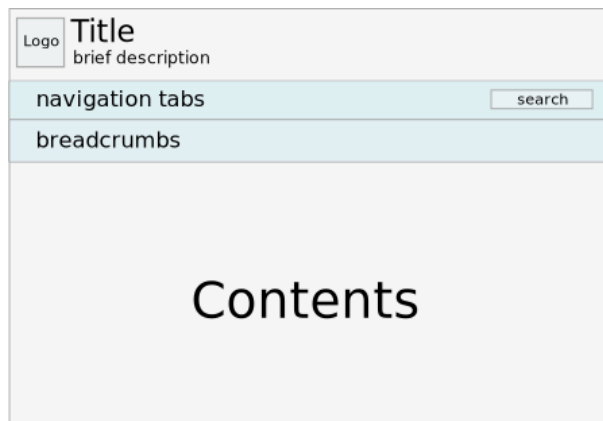 Logo
Title
brief description
navigation tabs
search
breadcrumbs
Contents